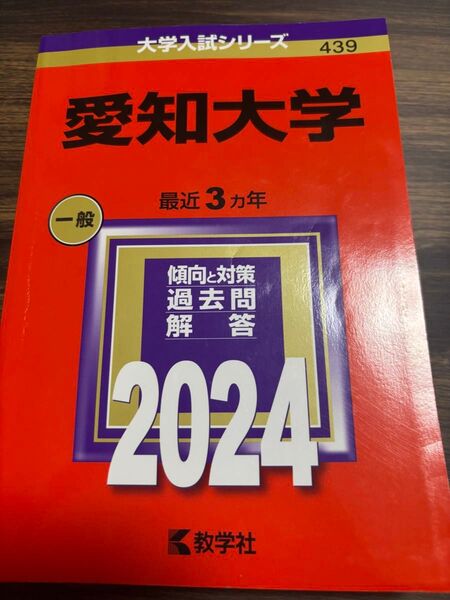 大学入試シリーズ
439
愛知大学
最近3カ年
一般
傾向と対策
過去問
解答
2024
教学社